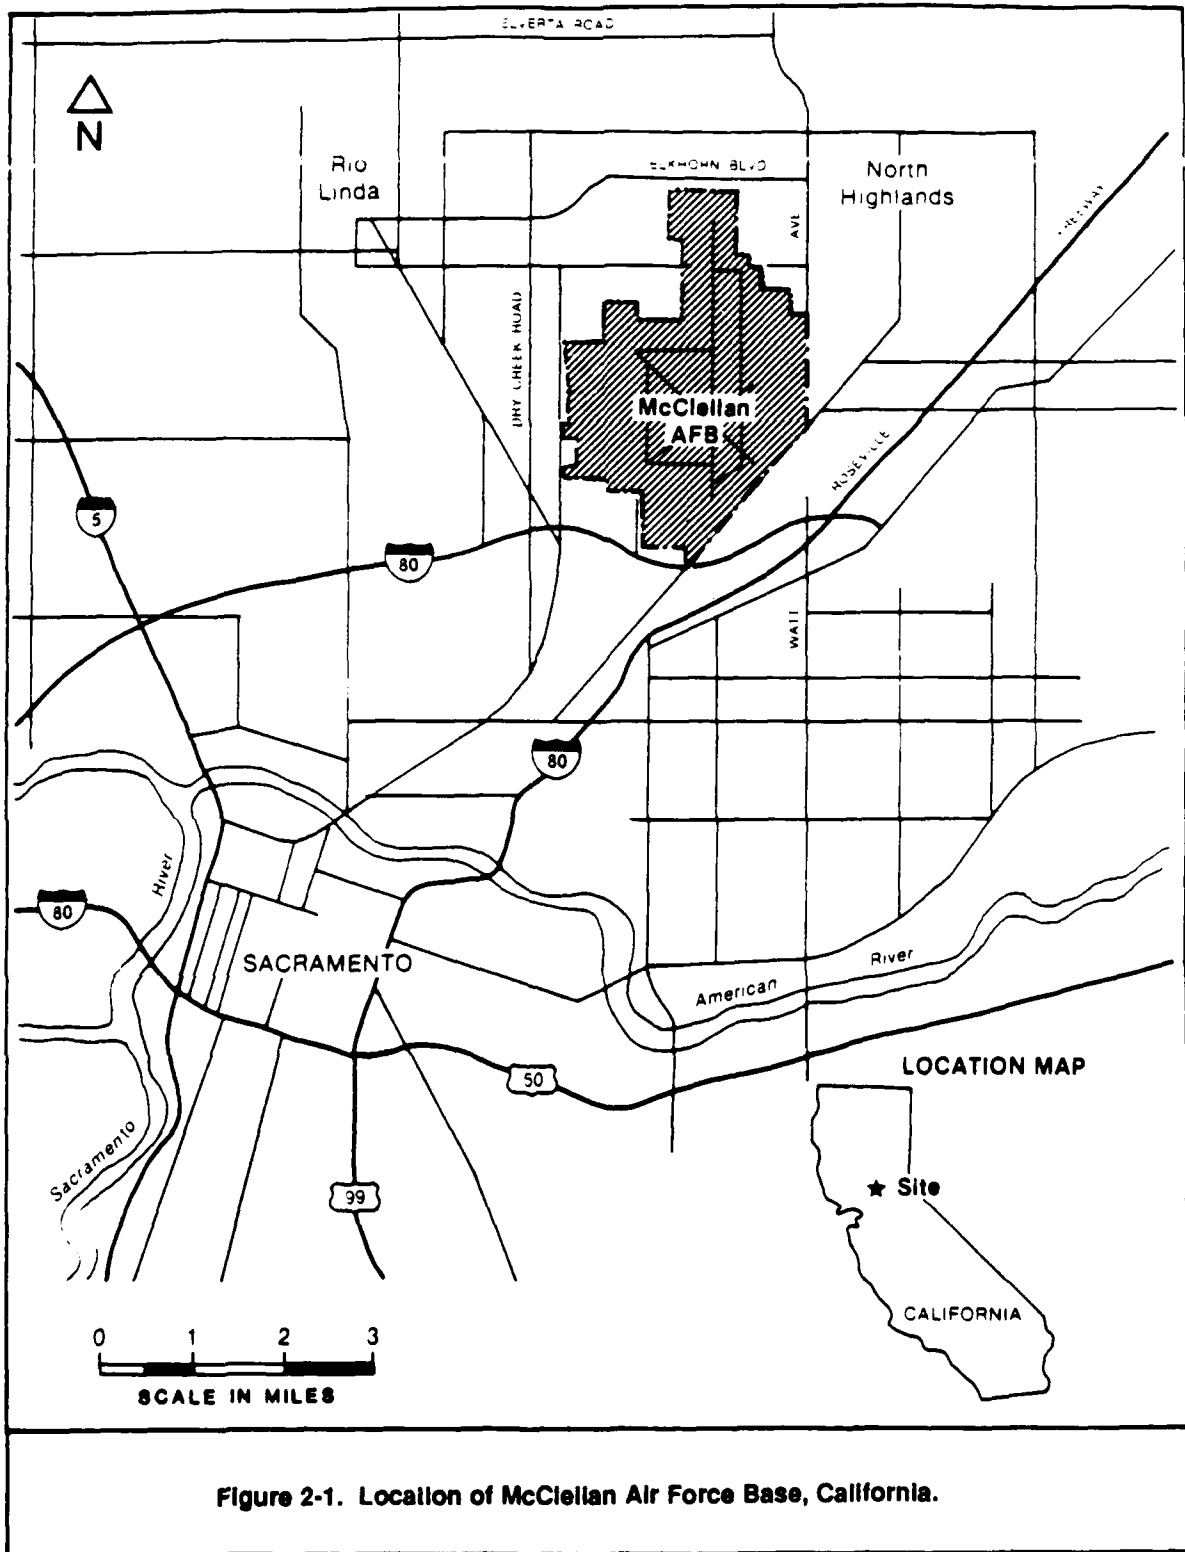 ELVERTA ROAD
N
Rio
Linda
ELKHORN BLVD
North
Highlands
AVE
FREEWAY
DRY CREEK ROAD
McClellan
AFB
ROSEVILLE
5
80
WATT
80
River
80
SACRAMENTO
American
River
50
LOCATION MAP
Sacramento
99
Site
CALIFORNIA
0 1 2 3
SCALE IN MILES
Figure 2-1. Location of McClellan Air Force Base, California.